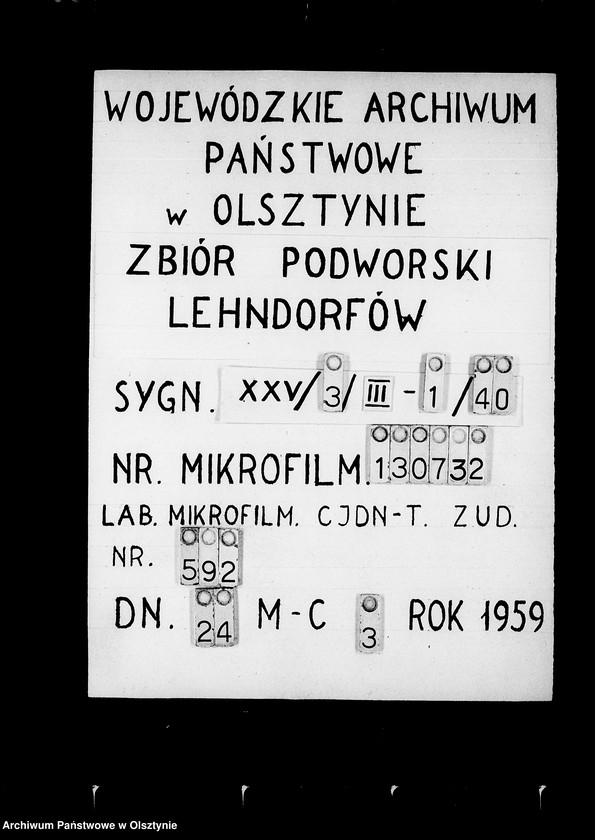 WOJEWÓDZKIE ARCHIWUM
PAŃSTWOWE
w OLSZTYNIE
ZBIÓR PODWORSKI
LEHNDORFÓW
SYGN. XXV/3/III-1/40
NR. MIKROFILM. 130732
LAB. MIKROFILM. CJDN-T. ZUD.
NR. 592
DN. 24 M-C 3 ROK 1959
Archiwum Państwowe w Olsztynie